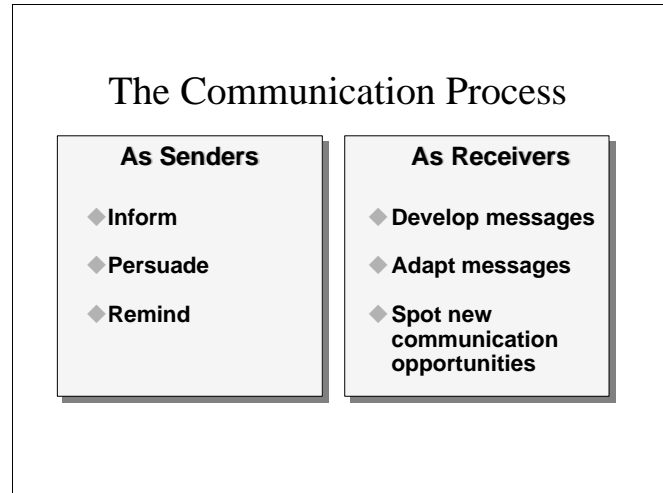 The Communication Process
As Senders
Inform
Persuade
Remind
As Receivers
Develop messages
Adapt messages
Spot new
communication
opportunities